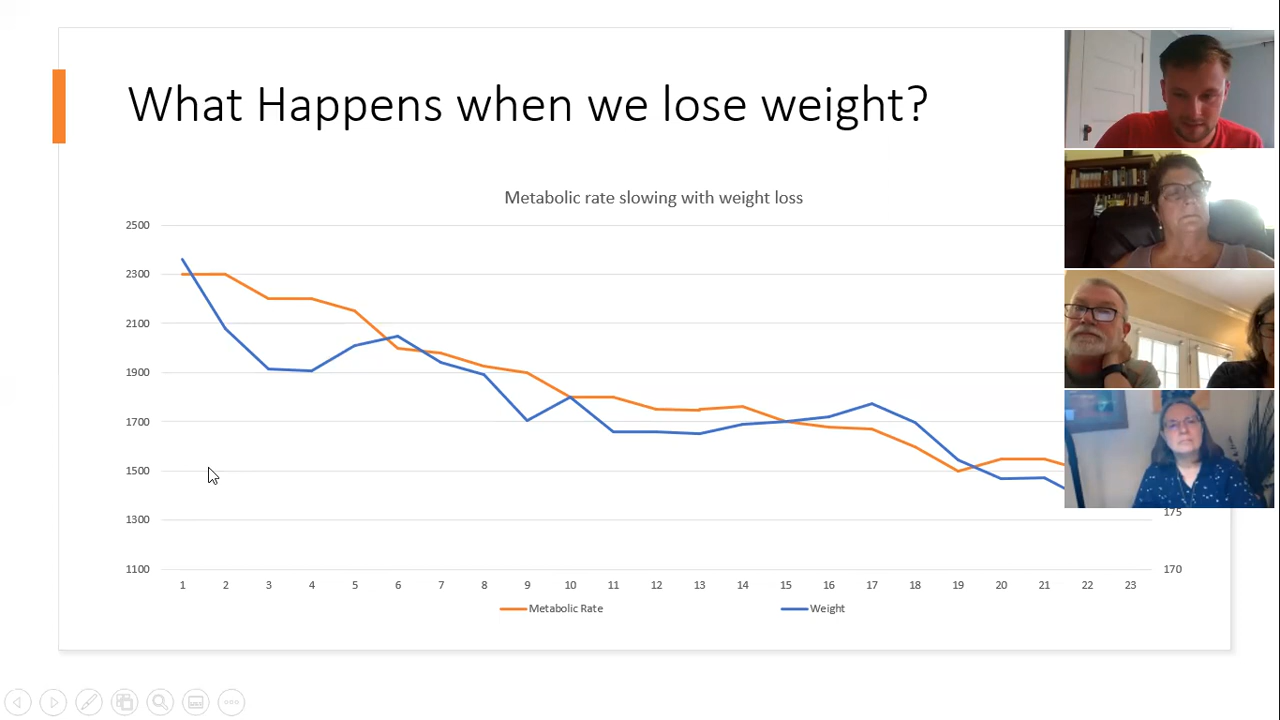 What Happens when we lose weight?
Metabolic rate slowing with weight loss
2500
2300
2100
1900
1700
1500
1300
1100
175
170
1 2 3 4 5 6 7 8 9 10 11 12 13 14 15 16 17 18 19 20 21 22 23
Metabolic Rate Weight